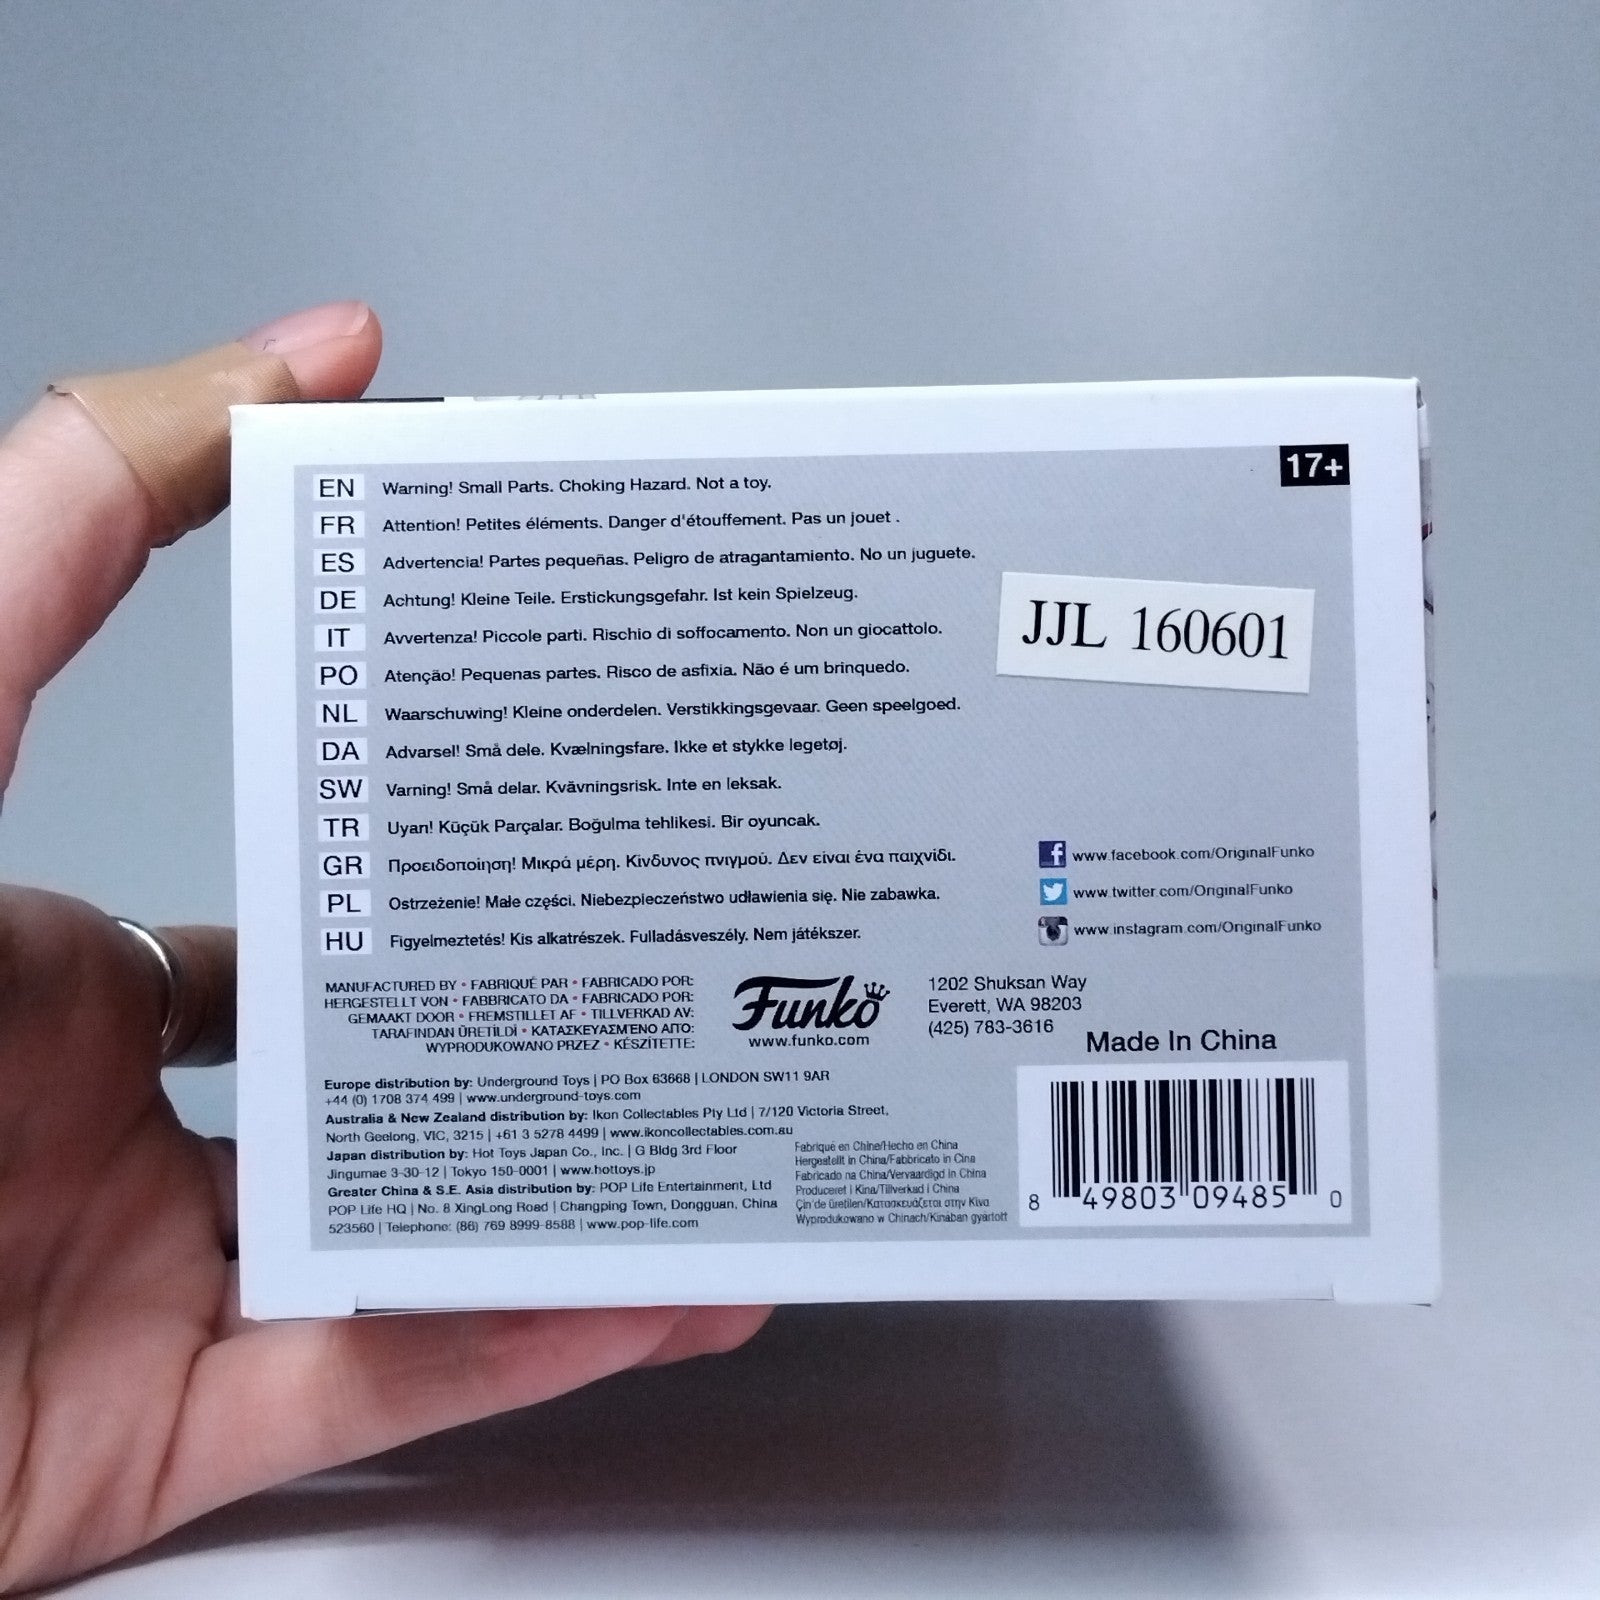 17+
EN Warning! Small Parts. Choking Hazard. Not a toy.
FR Attention! Petites éléments. Danger d'étouffement. Pas un jouet .
ES Advertencia! Partes pequeñas. Peligro de atragantamiento. No un juguete.
DE Achtung! Kleine Teile. Erstickungsgefahr. Ist kein Spielzeug.
IT Avvertenza! Piccole parti. Rischio di soffocamento. Non un giocattolo.
PO Atenção! Pequenas partes. Risco de asfixia. Não é um brinquedo.
NL Waarschuwing! Kleine onderdelen. Verstikkingsgevaar. Geen speelgoed.
DA Advarsel! Små dele. Kvælningsfare. Ikke et stykke legetøj.
SW Varning! Små delar. Kvävningsrisk. Inte en leksak.
TR Uyan! Küçük Parçalar. Boğulma tehlikesi. Bir oyuncak.
GR Προειδοποίηση! Μικρά μέρη. Κίνδυνος πνιγμού. Δεν είναι ένα παιχνίδι.
PL Ostrzeżenie! Małe części. Niebezpieczeństwo udławienia się. Nie zabawka.
HU Figyelmeztetés! Kis alkatrészek. Fulladásveszély. Nem játékszer.
JJL 160601
www.facebook.com/OriginalFunko
www.twitter.com/OriginalFunko
www.instagram.com/OriginalFunko
MANUFACTURED BY • FABRIQUÉ PAR • FABRICADO POR:
HERGESTELLT VON • FABBRICATO DA • FABRICADO POR:
GEMAAKT DOOR • FREMSTILLET AF • TILLVERKAD AV:
TARAFINDAN ÜRETİLDİ • ΚΑΤΑΣΚΕΥΑΣΜΈΝΟ ΑΠΟ:
WYPRODUKOWANO PRZEZ • KÉSZÍTETTE:
Funko
www.funko.com
1202 Shuksan Way
Everett, WA 98203
(425) 783-3616
Made In China
Europe distribution by: Underground Toys | PO Box 63668 | LONDON SW11 9AR
+44 (0) 1708 374 499 | www.underground-toys.com
Australia & New Zealand distribution by: Ikon Collectables Pty Ltd | 7/120 Victoria Street,
North Geelong, VIC, 3215 | +61 3 5278 4499 | www.ikoncollectables.com.au
Japan distribution by: Hot Toys Japan Co., Inc. | G Bldg 3rd Floor
Jingumae 3-30-12 | Tokyo 150-0001 | www.hottoys.jp
Greater China & S.E. Asia distribution by: POP Life Entertainment, Ltd
POP Life HQ | No. 8 XingLong Road | Changping Town, Dongguan, China
523560 | Telephone: (86) 769 8999-8588 | www.pop-life.com
Fabriqué en Chine/Hecho en China
Hergestellt in China/Fabbricato in Cina
Fabricado na China/Vervaardigd in China
Produceret i Kina/Tillverkad i China
Çin'de üretilen/Κατασκευάζεται στην Κίνα
Wyprodukowano w Chinach/Kínában gyártott
8 49803 09485 0